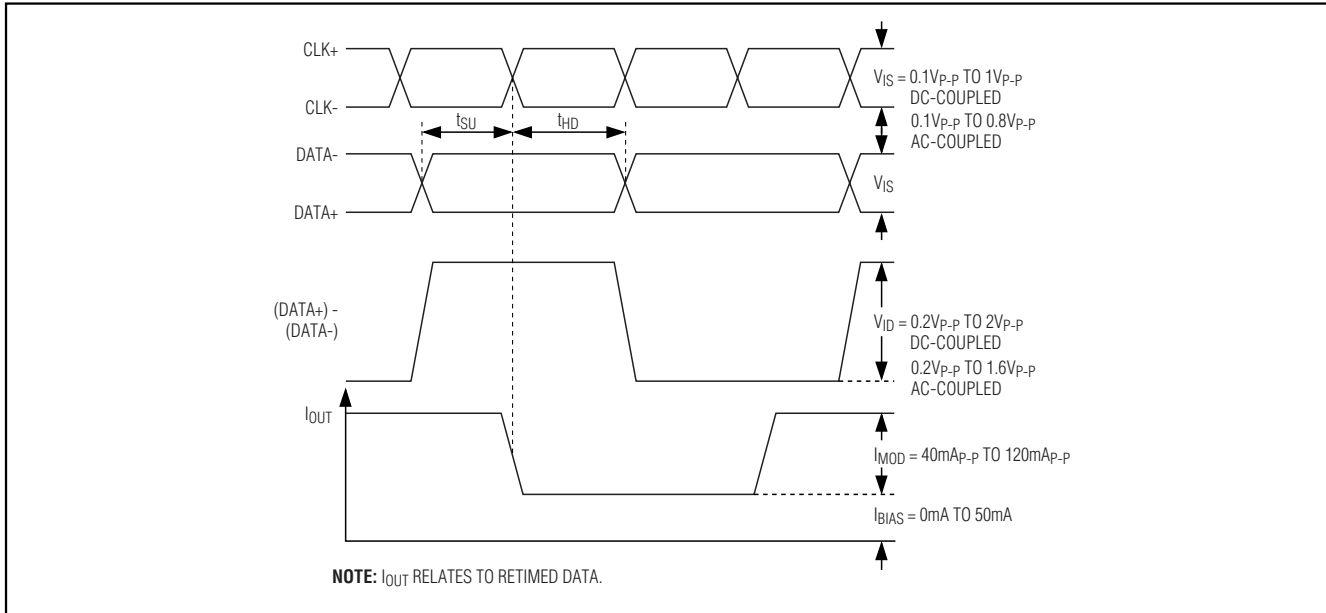 CLK+
CLK-
VIS = 0.1VP-P TO 1VP-P
DC-COUPLED
0.1VP-P TO 0.8VP-P
AC-COUPLED
tSU
tHD
DATA-
DATA+
VIS
(DATA+) -
(DATA-)
VID = 0.2VP-P TO 2VP-P
DC-COUPLED
0.2VP-P TO 1.6VP-P
AC-COUPLED
IOUT
IMOD = 40mAP-P TO 120mAP-P
IBIAS = 0mA TO 50mA
NOTE: IOUT RELATES TO RETIMED DATA.